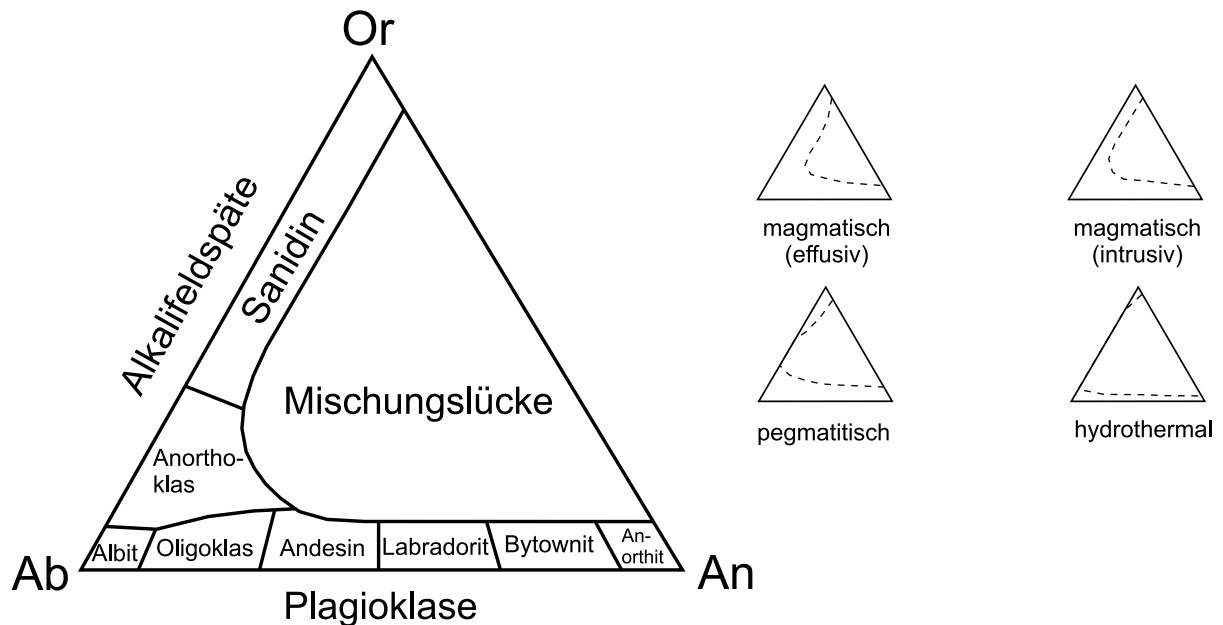 Or
Alkalifeldspäte
Sanidin
Mischungslücke
Anortho-
klas
Albit
Oligoklas
Andesin
Labradorit
Bytownit
An-
orthit
Ab
An
Plagioklase
magmatisch
(effusiv)
magmatisch
(intrusiv)
pegmatitisch
hydrothermal